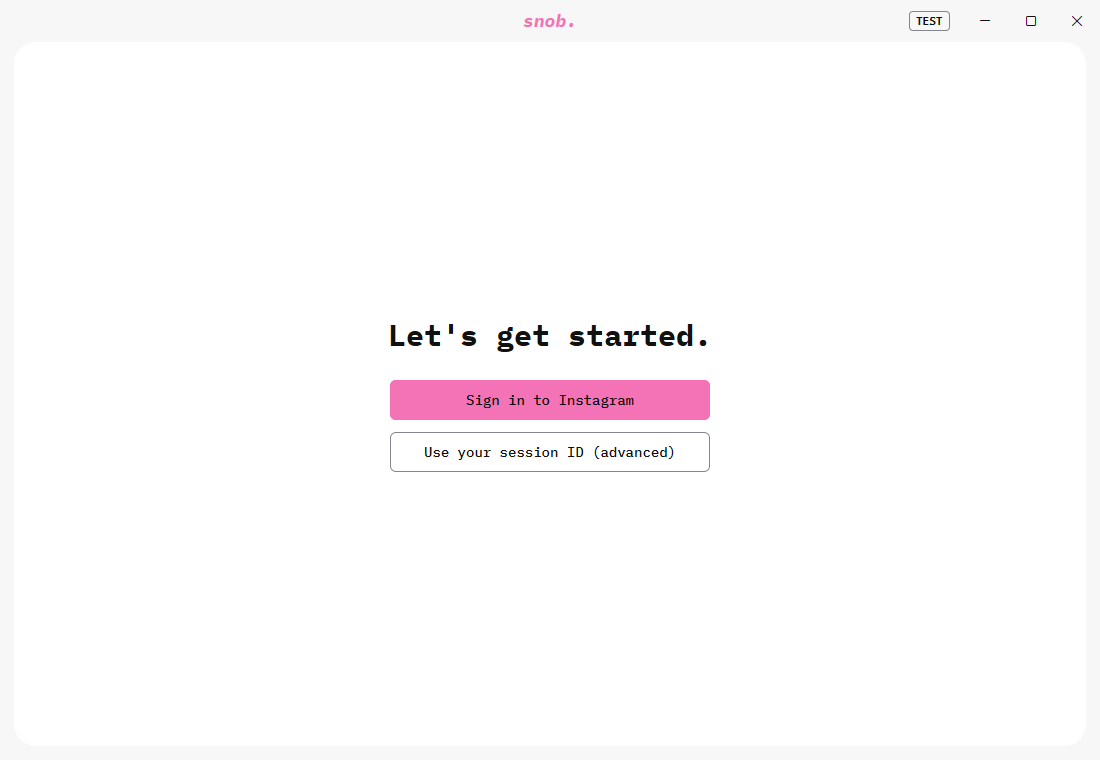 snob.
TEST
Let's get started.
Sign in to Instagram
Use your session ID (advanced)